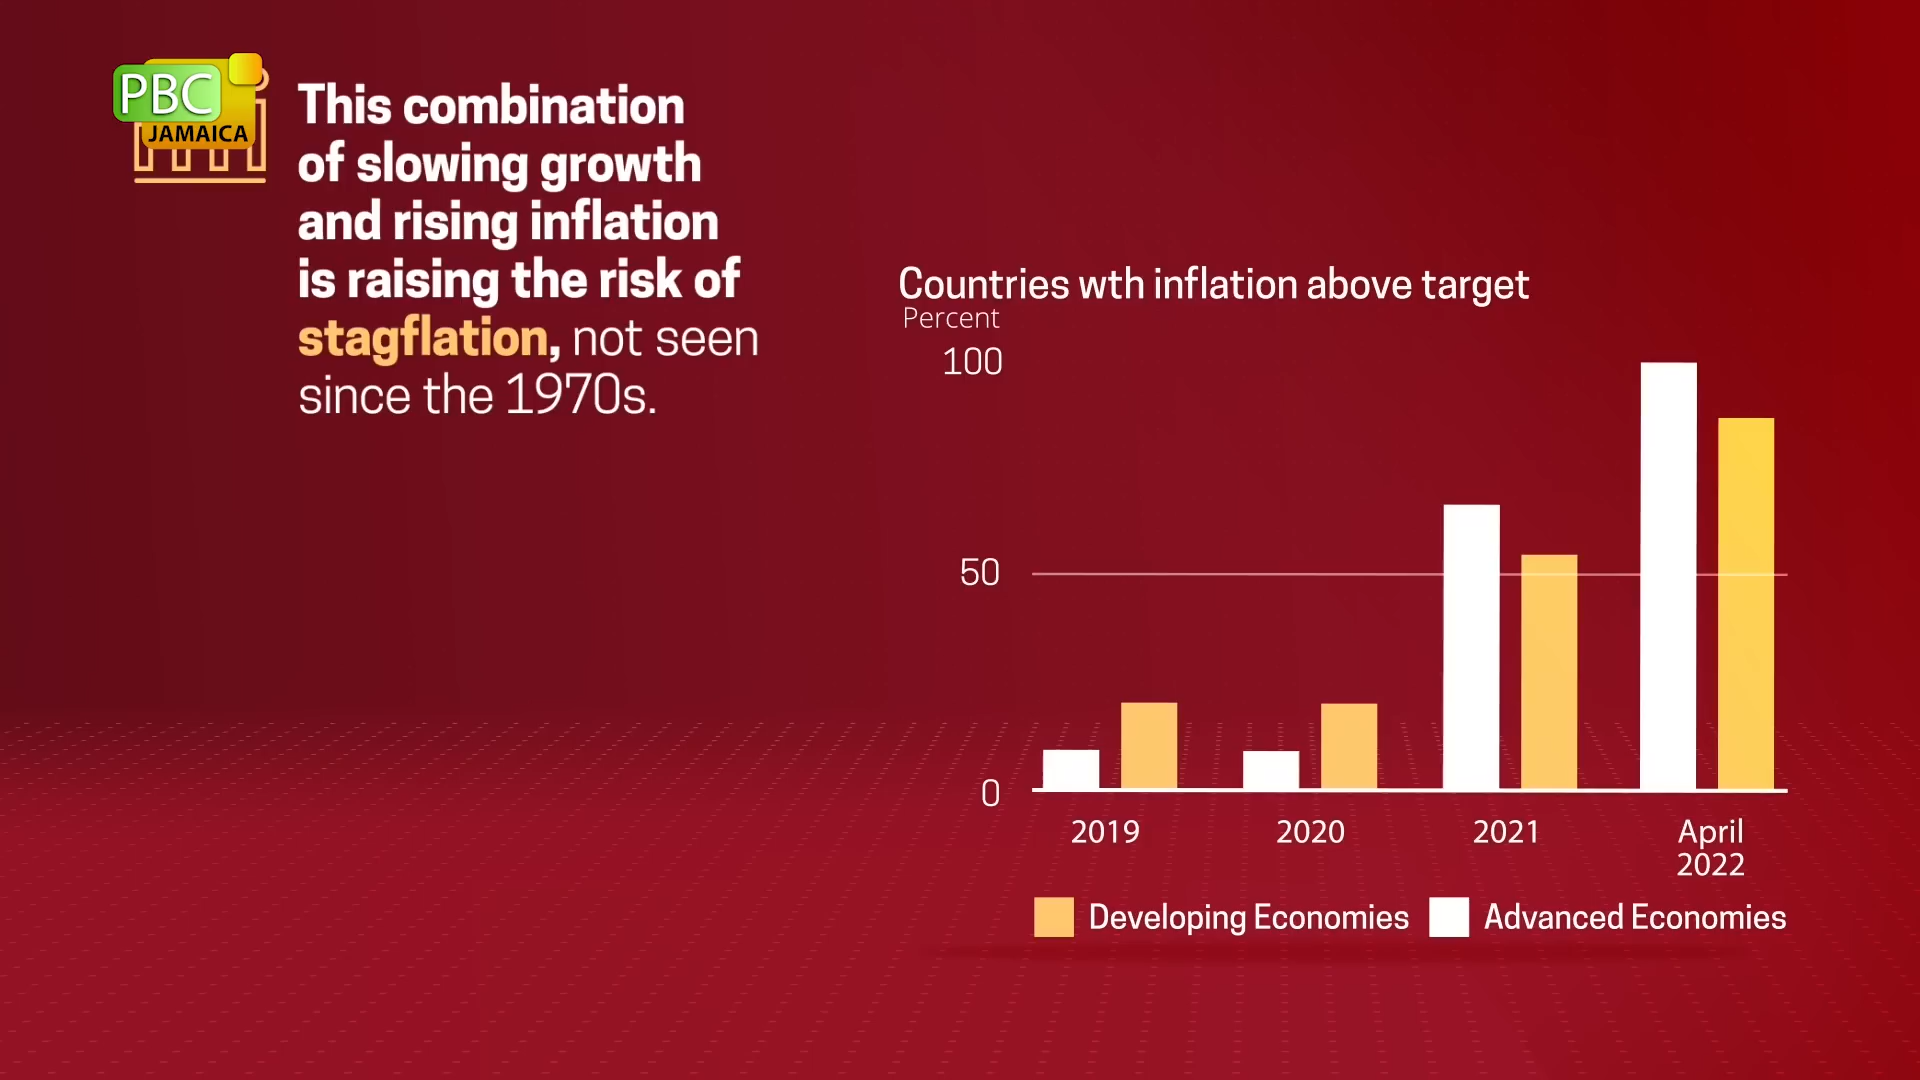 PBC
JAMAICA
This combination
of slowing growth
and rising inflation
is raising the risk of
stagflation, not seen
since the 1970s.
Countries wth inflation above target
Percent
100
50
0
2019
2020
2021
April
2022
Developing Economies
Advanced Economies